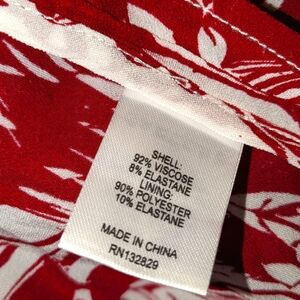 SHELL:
92% VISCOSE
8% ELASTANE
LINING:
90% POLYESTER
10% ELASTANE
MADE IN CHINA
RN132829